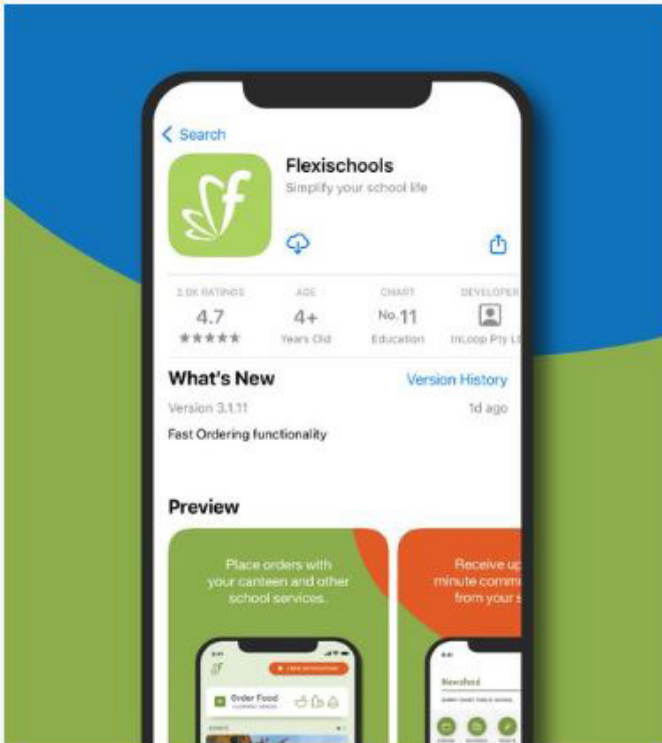 Search
Flexischools
Simplify your school life
RATINGS AGE CHART DEVELOPER
4.7 4+ No.11
★★★★★ Years Old Education InLoop Pty L
What's New Version History
Version 3.1.11 1d ago
Fast Ordering functionality
Preview
Place orders with
your canteen and other
school services.
Receive up
minute comm
from your s
Order Food
Newsfeed